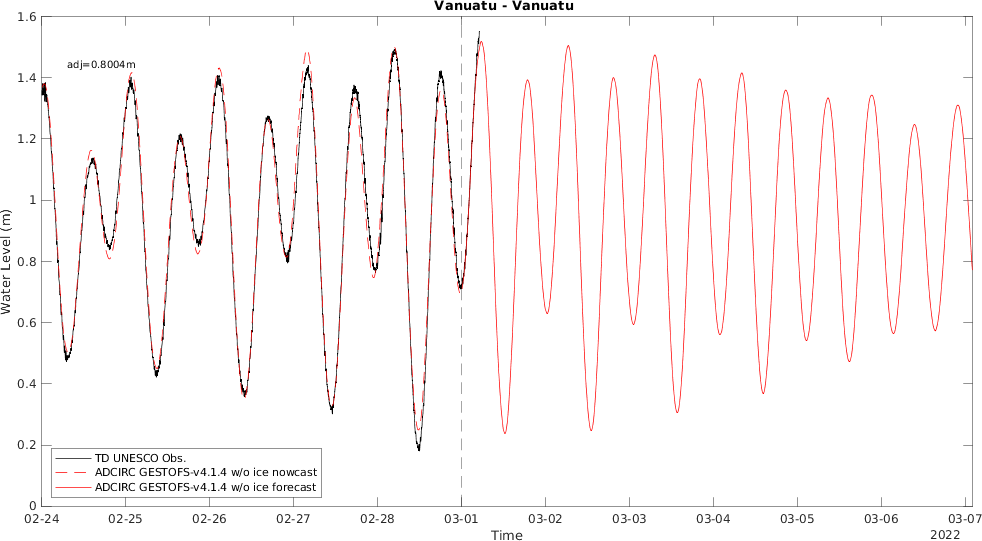 Vanuatu - Vanuatu
1.6
adj=0.8004m
1.4
1.2
1
0.8
0.6
0.4
0.2
0
Water Level (m)
TD UNESCO Obs.
ADCIRC GESTOFS-v4.1.4 w/o ice nowcast
ADCIRC GESTOFS-v4.1.4 w/o ice forecast
02-24 02-25 02-26 02-27 02-28 03-01 03-02 03-03 03-04 03-05 03-06 03-07
Time
2022